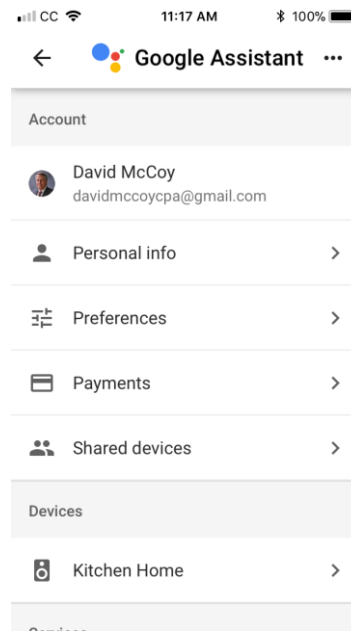 CC 11:17 AM 100%
Google Assistant
Account
David McCoy
davidmccoycpa@gmail.com
Personal info
Preferences
Payments
Shared devices
Devices
Kitchen Home